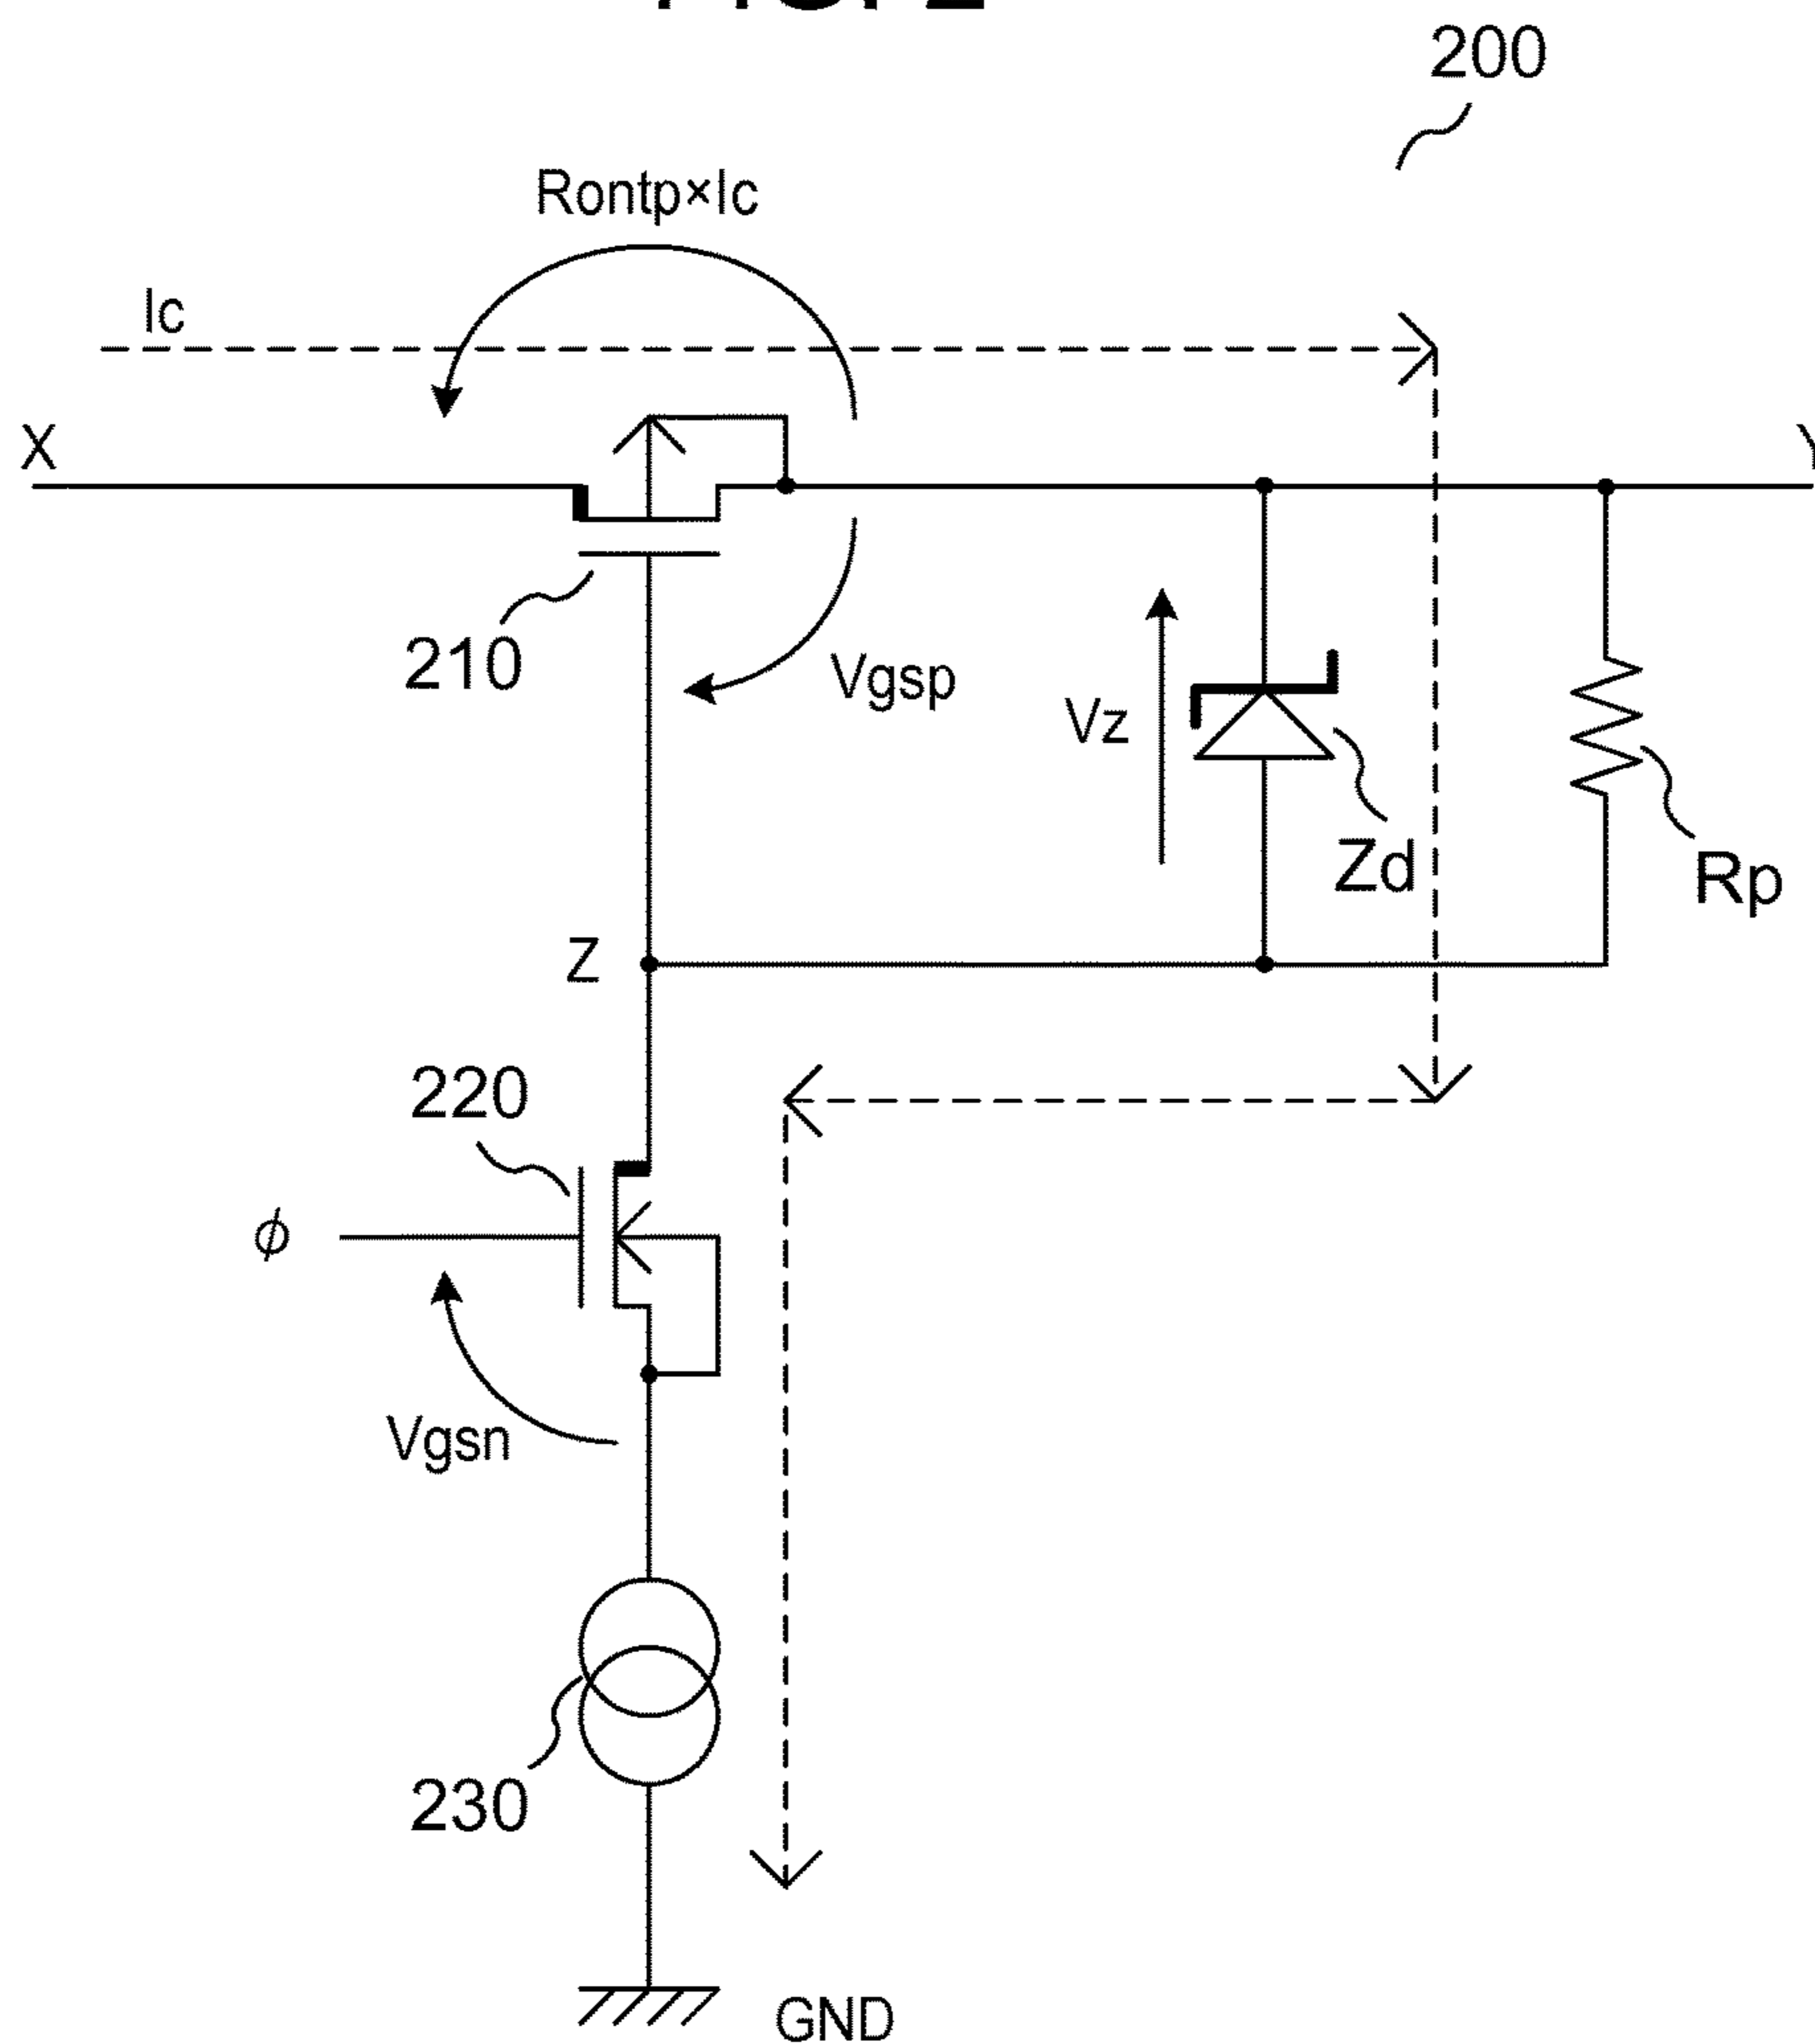 200
Rontp×Ic
Ic
X
Y
210
Vgsp
Vz
Zd
Rp
Z
220
ϕ
Vgsn
230
GND